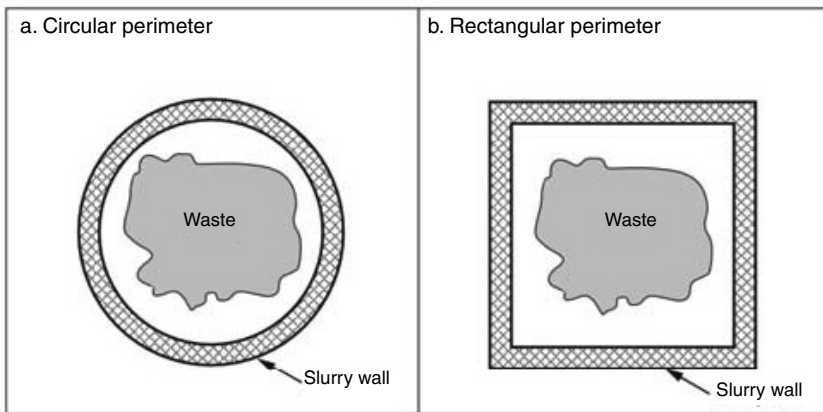 a. Circular perimeter
Waste
Slurry wall
b. Rectangular perimeter
Waste
Slurry wall